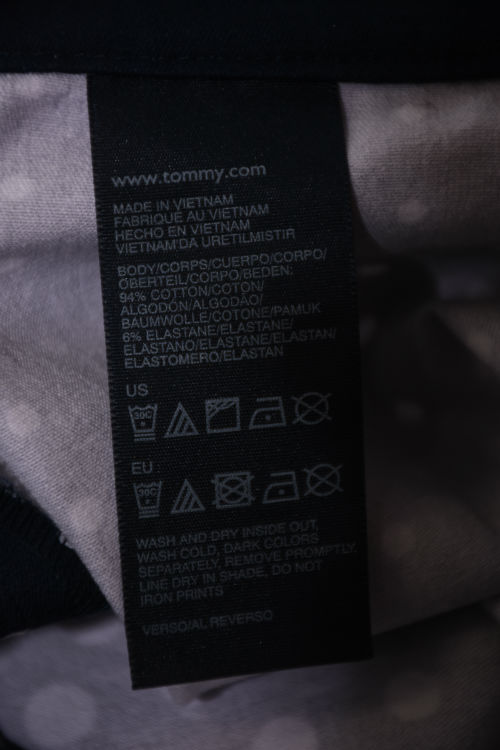 www.tommy.com
MADE IN VIETNAM
FABRIQUÉ AU VIETNAM
HECHO EN VIETNAM
VIETNAM'DA URETILMISTIR
BODY/CORPS/CUERPO/CORPO/
OBERTEIL/CORPO/BEDEN:
94% COTTON/COTON/
ALGODÓN/ALGODÃO/
BAUMWOLLE/COTONE/PAMUK
6% ELASTANE/ELASTANE/
ELASTANO/ELASTANE/ELASTAN/
ELASTOMERO/ELASTAN
US
30C
EU
30C
WASH AND DRY INSIDE OUT,
WASH COLD, DARK COLORS
SEPARATELY, REMOVE PROMPTLY,
LINE DRY IN SHADE, DO NOT
IRON PRINTS
VERSO/AL REVERSO